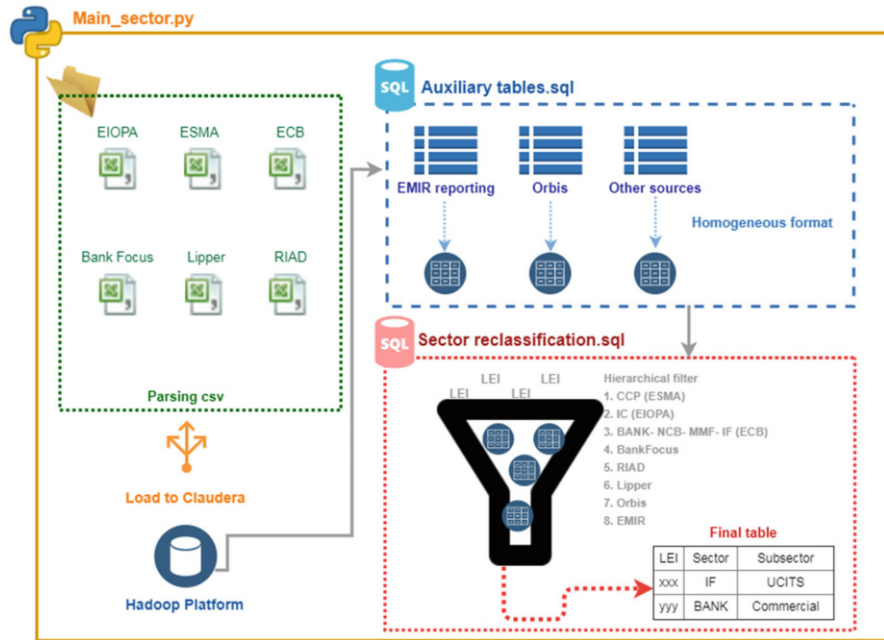 Main_sector.py
EIOPA ESMA ECB
Bank Focus Lipper RIAD
Parsing csv
Load to Claudera
Hadoop Platform
SQL Auxiliary tables.sql
EMIR reporting Orbis Other sources
Homogeneous format
SQL Sector reclassification.sql
LEI LEI
LEI LEI
Hierarchical filter
1. CCP (ESMA)
2. IC (EIOPA)
3. BANK- NCB- MMF- IF (ECB)
4. BankFocus
5. RIAD
6. Lipper
7. Orbis
8. EMIR
Final table
LEI Sector Subsector
xxx IF UCITS
yyy BANK Commercial